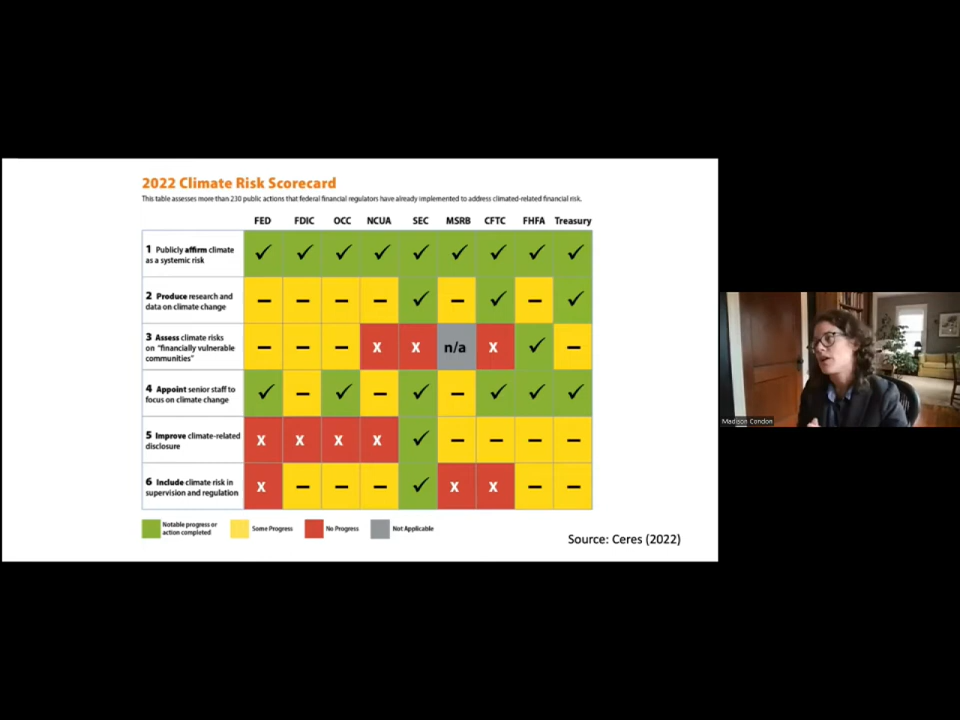 2022 Climate Risk Scorecard
This table assesses more than 230 public actions that federal financial regulators have already implemented to address climated-related financial risk.
FED FDIC OCC NCUA SEC MSRB CFTC FHFA Treasury
1 Publicly affirm climate
as a systemic risk
✓ ✓ ✓ ✓ ✓ ✓ ✓ ✓ ✓
2 Produce research and
data on climate change
– – – – ✓ – ✓ – ✓
3 Assess climate risks
on "financially vulnerable
communities"
– – – x x n/a x ✓ –
4 Appoint senior staff to
focus on climate change
✓ – ✓ – ✓ – ✓ ✓ ✓
5 Improve climate-related
disclosure
x x x x ✓ – – – –
6 Include climate risk in
supervision and regulation
x – – – ✓ x x – –
Notable progress or
action completed
Some Progress
No Progress
Not Applicable
Source: Ceres (2022)
Madison Condon